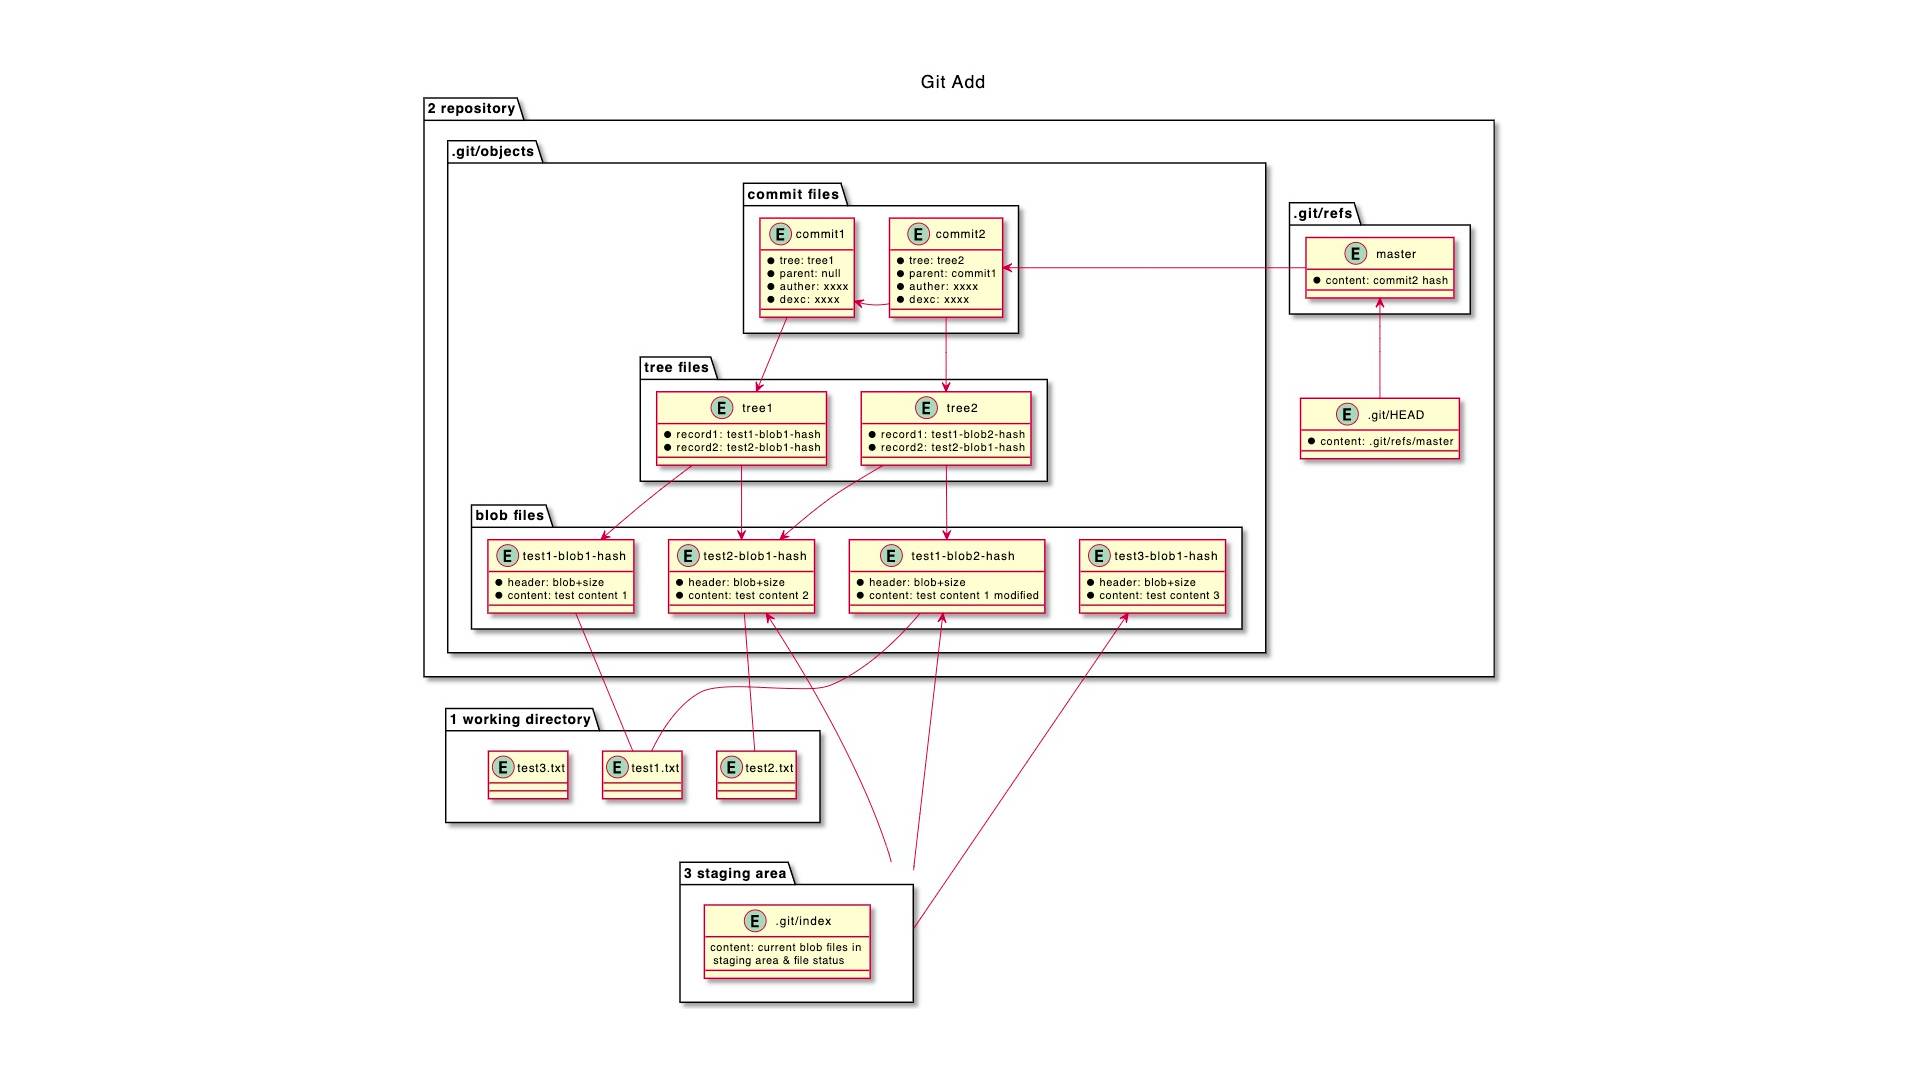 Git Add
2 repository
.git/objects
commit files
E commit1
tree: tree1
parent: null
auther: xxxx
dexc: xxxx
E commit2
tree: tree2
parent: commit1
auther: xxxx
dexc: xxxx
.git/refs
E master
content: commit2 hash
E .git/HEAD
content: .git/refs/master
tree files
E tree1
record1: test1-blob1-hash
record2: test2-blob1-hash
E tree2
record1: test1-blob2-hash
record2: test2-blob1-hash
blob files
E test1-blob1-hash
header: blob+size
content: test content 1
E test2-blob1-hash
header: blob+size
content: test content 2
E test1-blob2-hash
header: blob+size
content: test content 1 modified
E test3-blob1-hash
header: blob+size
content: test content 3
1 working directory
E test3.txt
E test1.txt
E test2.txt
3 staging area
E .git/index
content: current blob files in
staging area & file status